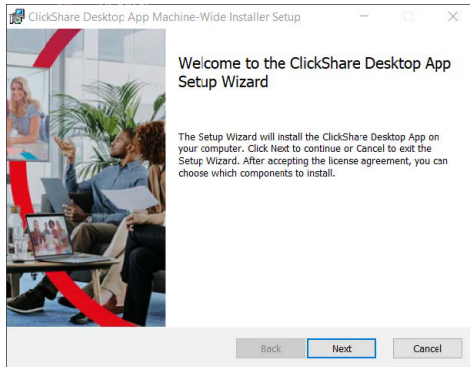 ClickShare Desktop App Machine-Wide Installer Setup
Welcome to the ClickShare Desktop App
Setup Wizard
The Setup Wizard will install the ClickShare Desktop App on
your computer. Click Next to continue or Cancel to exit the
Setup Wizard. After accepting the license agreement, you can
choose which components to install.
Back Next Cancel